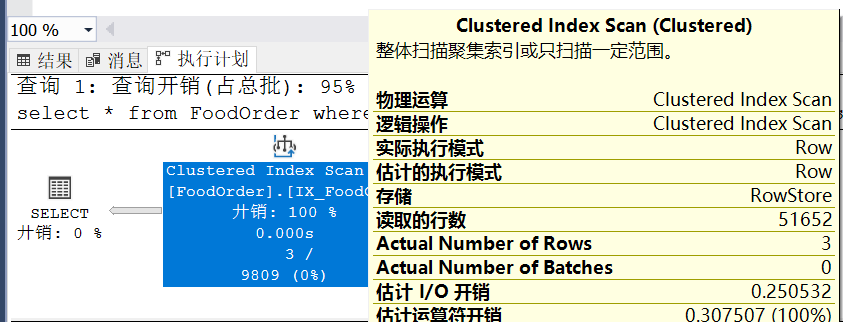 100 %
结果 消息 执行计划
查询 1: 查询开销(占总批): 95%
select * from FoodOrder where
Clustered Index Scan
[FoodOrder].[IX_Food
开销: 100 %
0.000s
3 /
9809 (0%)
SELECT
开销: 0 %
Clustered Index Scan (Clustered)
整体扫描聚集索引或只扫描一定范围。
物理运算 Clustered Index Scan
逻辑操作 Clustered Index Scan
实际执行模式 Row
估计的执行模式 Row
存储 RowStore
读取的行数 51652
Actual Number of Rows 3
Actual Number of Batches 0
估计 I/O 开销 0.250532
估计运算符开销 0.307507 (100%)